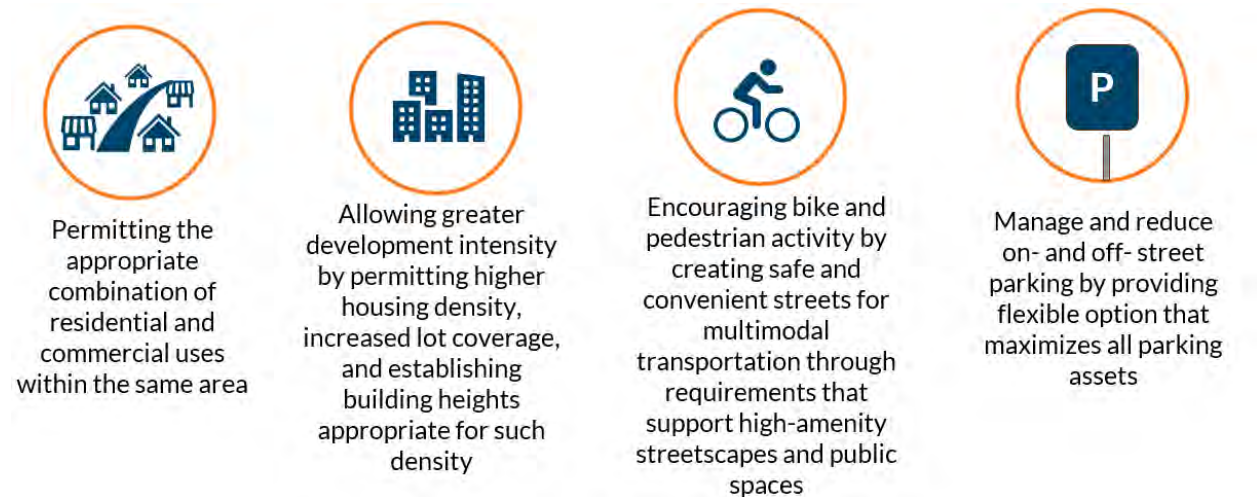 Permitting the
appropriate
combination of
residential and
commercial uses
within the same area
Allowing greater
development intensity
by permitting higher
housing density,
increased lot coverage,
and establishing
building heights
appropriate for such
density
Encouraging bike and
pedestrian activity by
creating safe and
convenient streets for
multimodal
transportation through
requirements that
support high-amenity
streetscapes and public
spaces
P
Manage and reduce
on- and off- street
parking by providing
flexible option that
maximizes all parking
assets